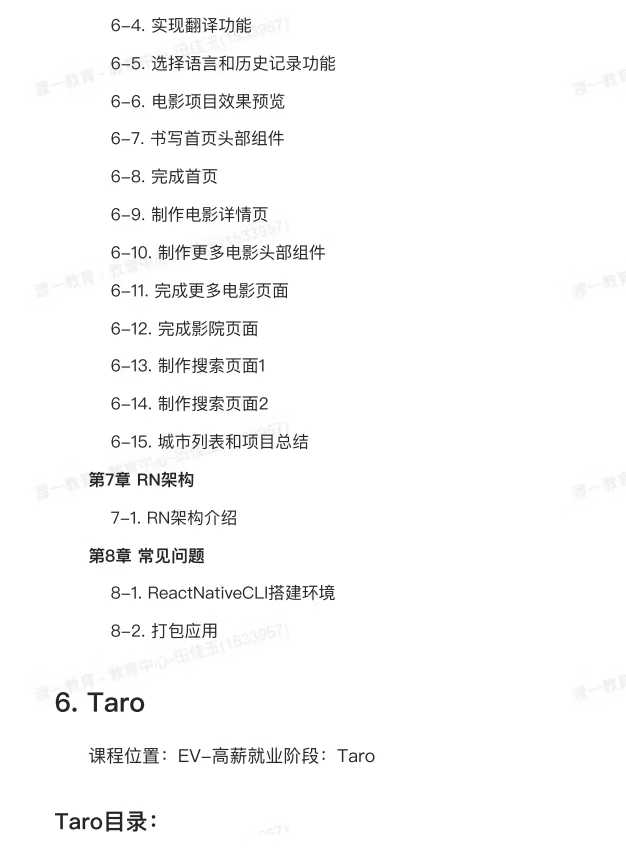 6-4. 实现翻译功能
6-5. 选择语言和历史记录功能
6-6. 电影项目效果预览
6-7. 书写首页头部组件
6-8. 完成首页
6-9. 制作电影详情页
6-10. 制作更多电影头部组件
6-11. 完成更多电影页面
6-12. 完成影院页面
6-13. 制作搜索页面1
6-14. 制作搜索页面2
6-15. 城市列表和项目总结
第7章 RN架构
7-1. RN架构介绍
第8章 常见问题
8-1. ReactNativeCLI搭建环境
8-2. 打包应用
6. Taro
课程位置：EV-高薪就业阶段：Taro
Taro目录：